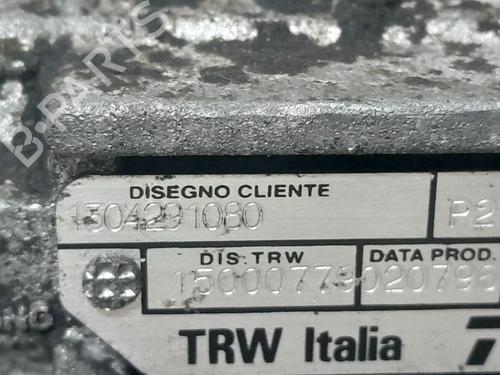 B-PARTS
DISEGNO CLIENTE
1304291080 P2
DIS. TRW DATA PROD.
15000779 020796
TRW Italia